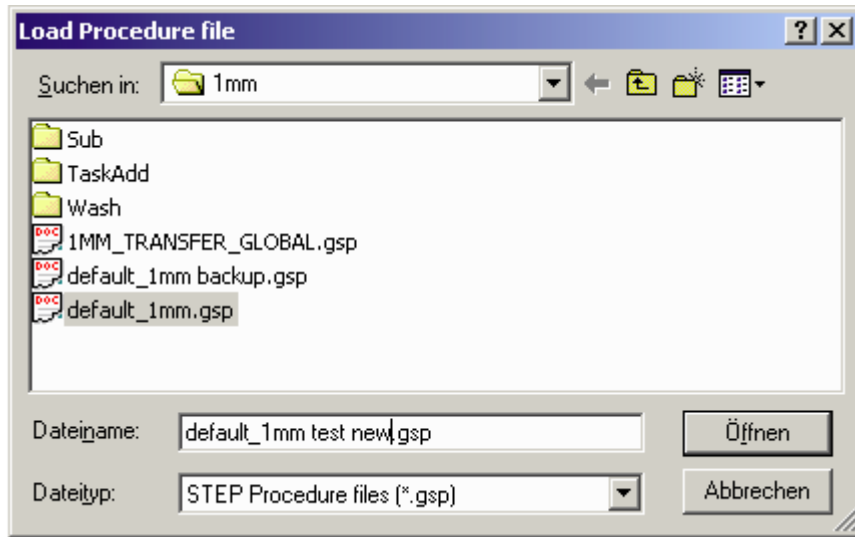 Load Procedure file
Suchen in: 1mm
Sub
TaskAdd
Wash
1MM_TRANSFER_GLOBAL.gsp
default_1mm backup.gsp
default_1mm.gsp
Dateiname: default_1mm test new.gsp Öffnen
Dateityp: STEP Procedure files (*.gsp) Abbrechen